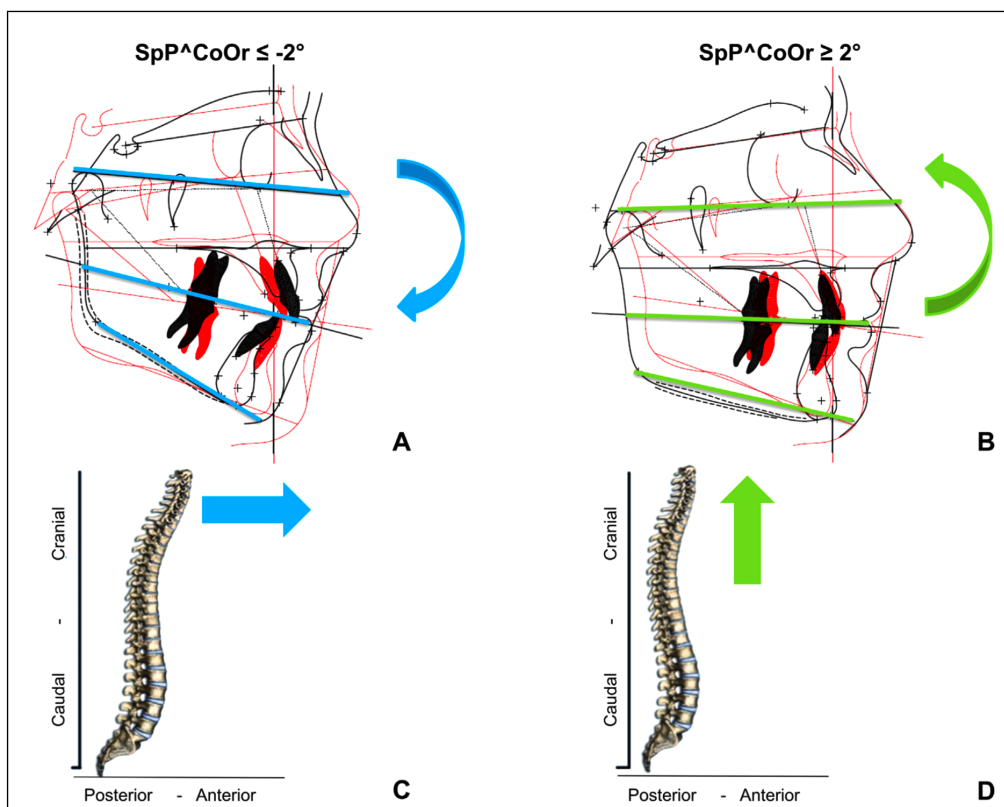 SpP^CoOr ≤ -2°
SpP^CoOr ≥ 2°
A
B
Cranial
-
Caudal
Posterior - Anterior
C
Cranial
-
Caudal
Posterior - Anterior
D